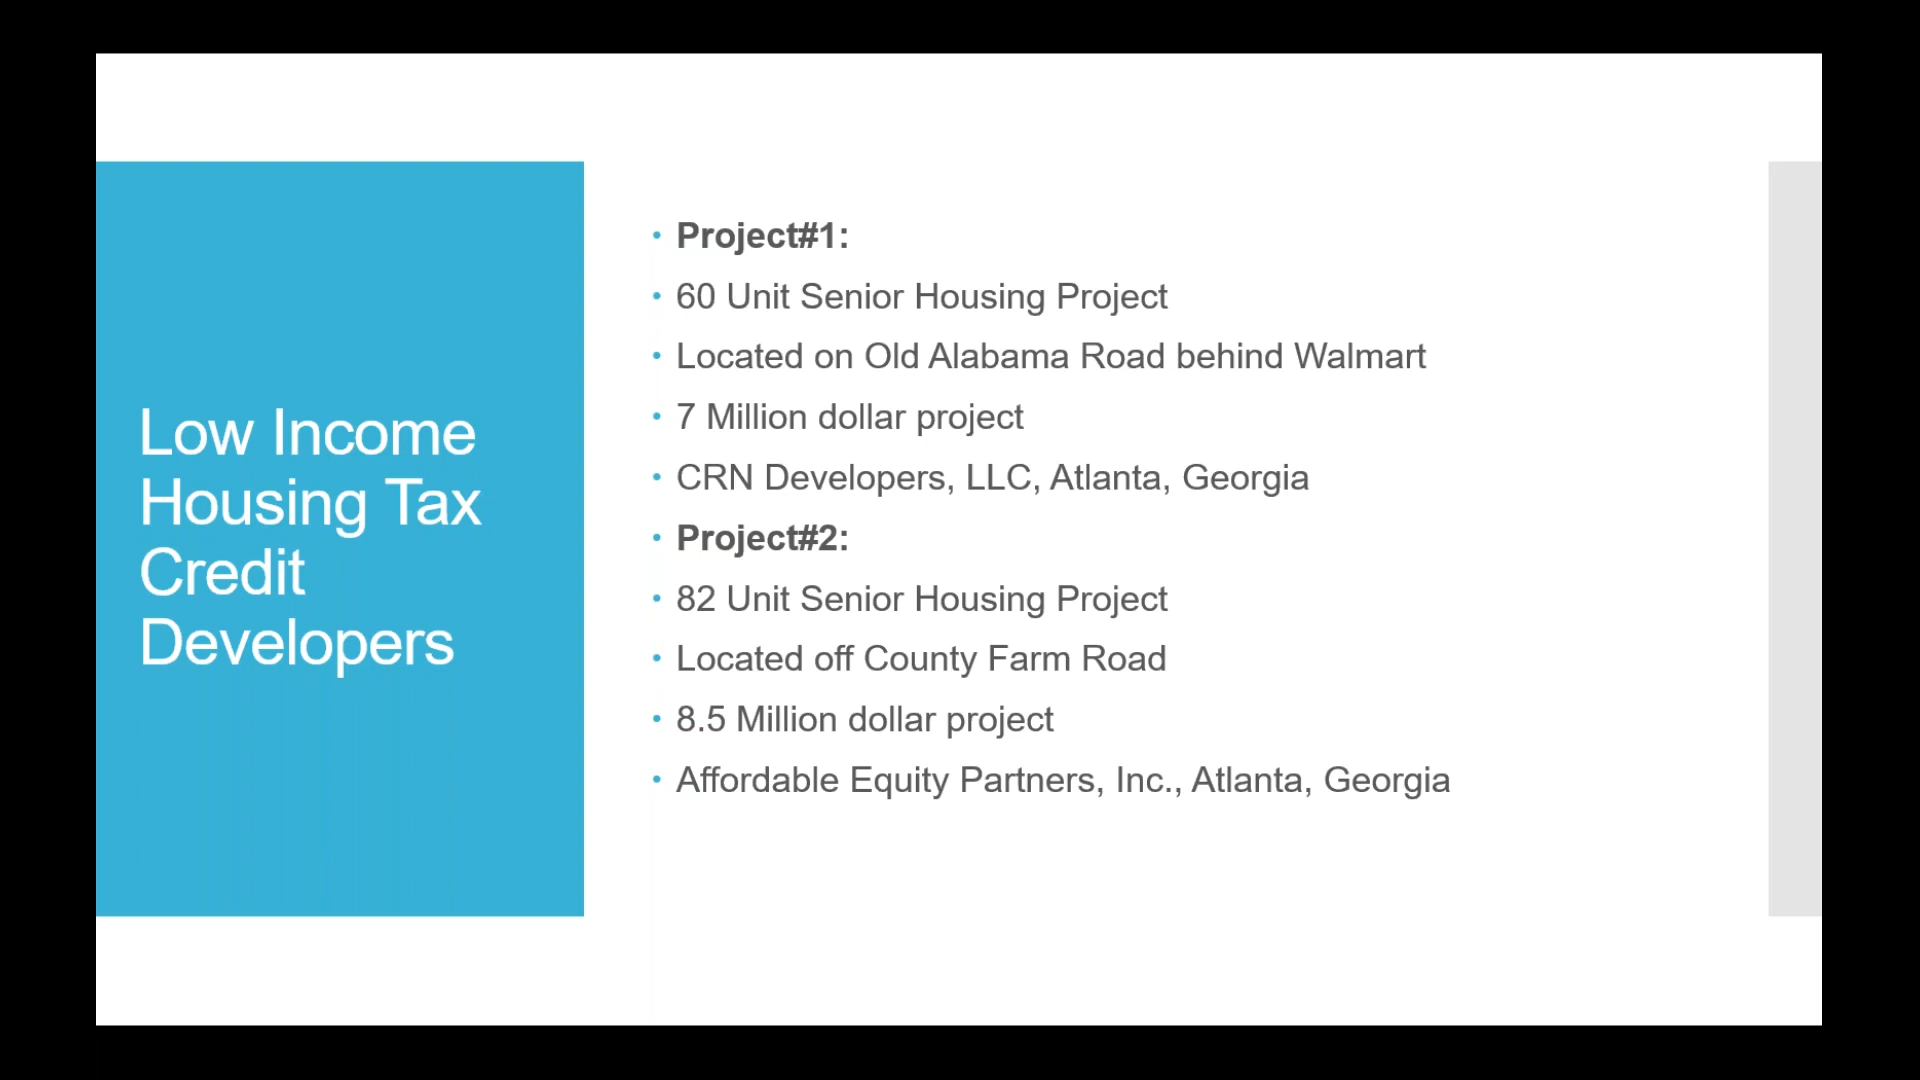 Low Income
Housing Tax
Credit
Developers
• Project#1:
• 60 Unit Senior Housing Project
• Located on Old Alabama Road behind Walmart
• 7 Million dollar project
• CRN Developers, LLC, Atlanta, Georgia
• Project#2:
• 82 Unit Senior Housing Project
• Located off County Farm Road
• 8.5 Million dollar project
• Affordable Equity Partners, Inc., Atlanta, Georgia